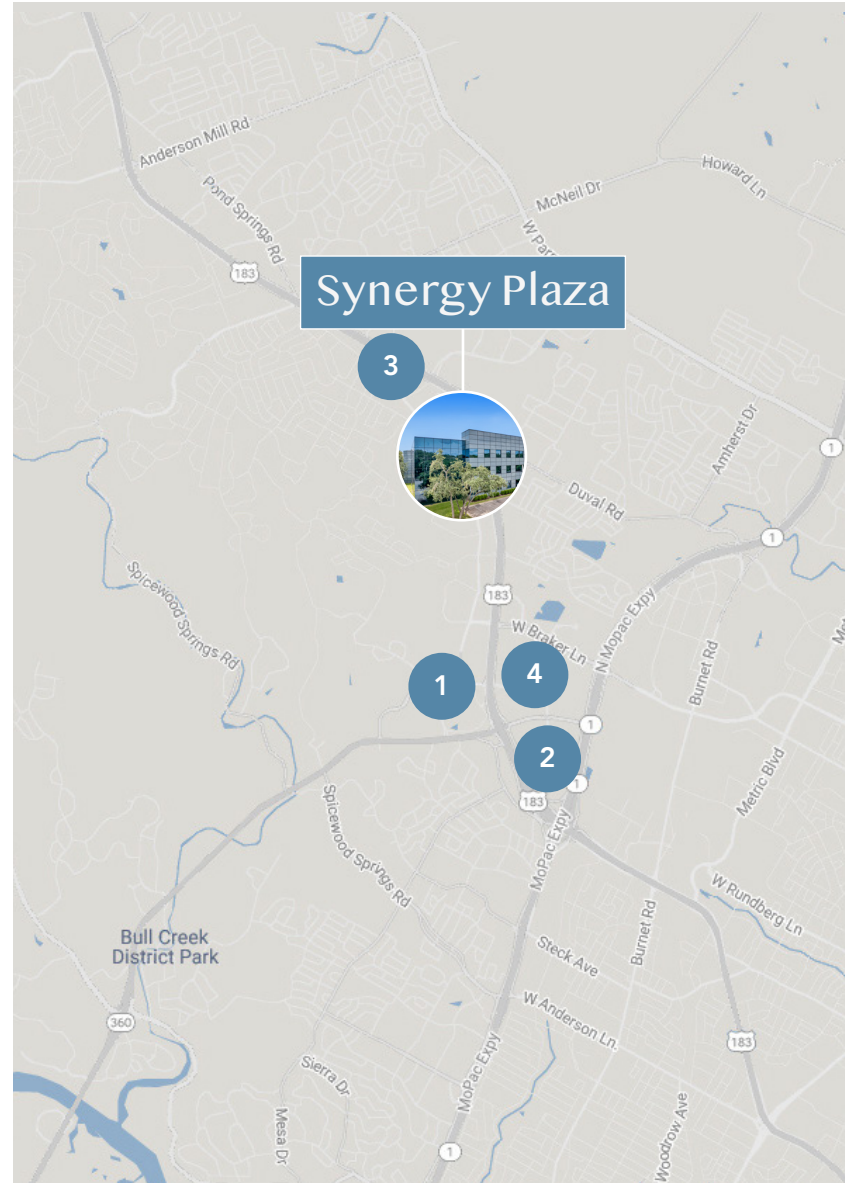 Anderson Mill Rd
Howard Ln
Pond Springs Rd
McNeil Dr
W Par
183
Synergy Plaza
3
Amherst Dr
1
Duval Rd
1
Spicewood Springs Rd
183
N Mopac Expy
W Braker Ln
Burnet Rd
1
4
1
2
1
183
Metric Blvd
Spicewood Springs Rd
MoPac Expy
W Rundberg Ln
Burnet Rd
Bull Creek
District Park
Steck Ave
W Anderson Ln.
360
183
Sierra Dr
MoPac Expy
Mesa Dr
Woodrow Ave
1